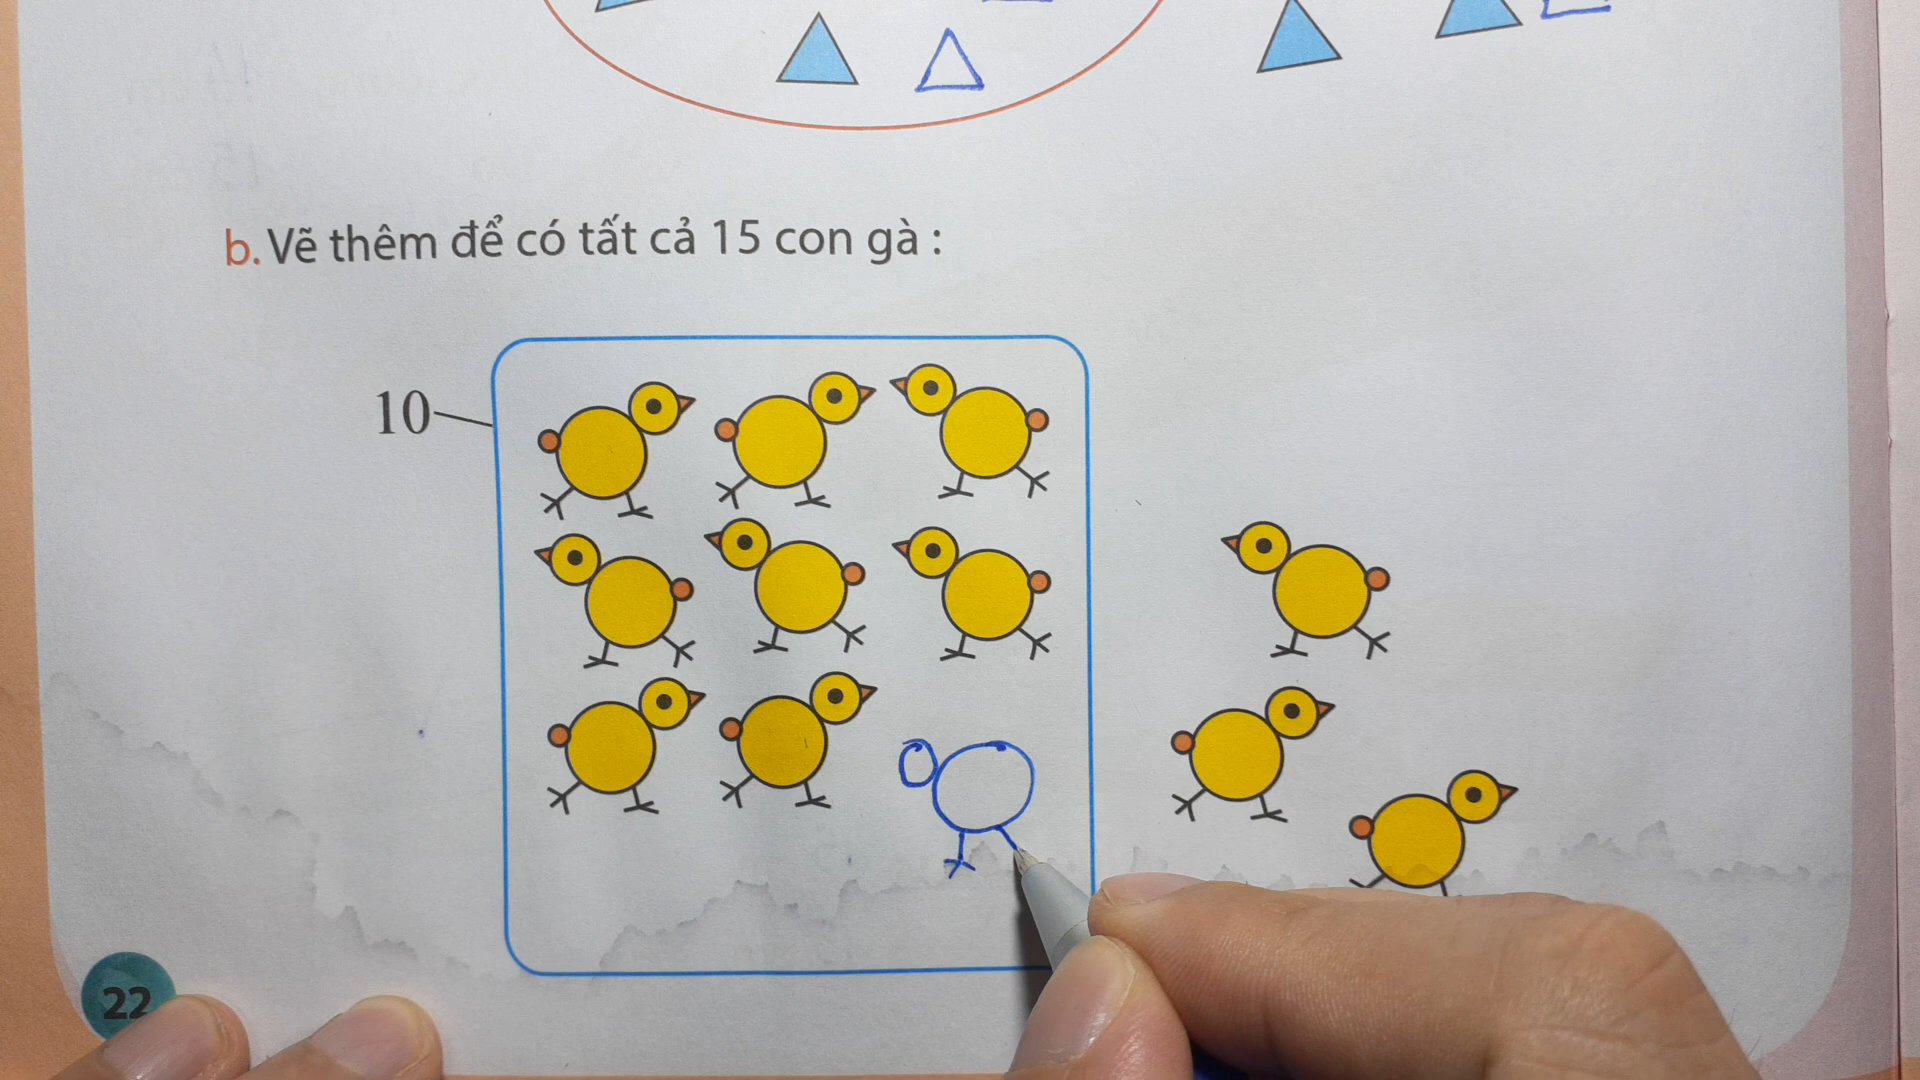 b. Vẽ thêm để có tất cả 15 con gà :
10
22